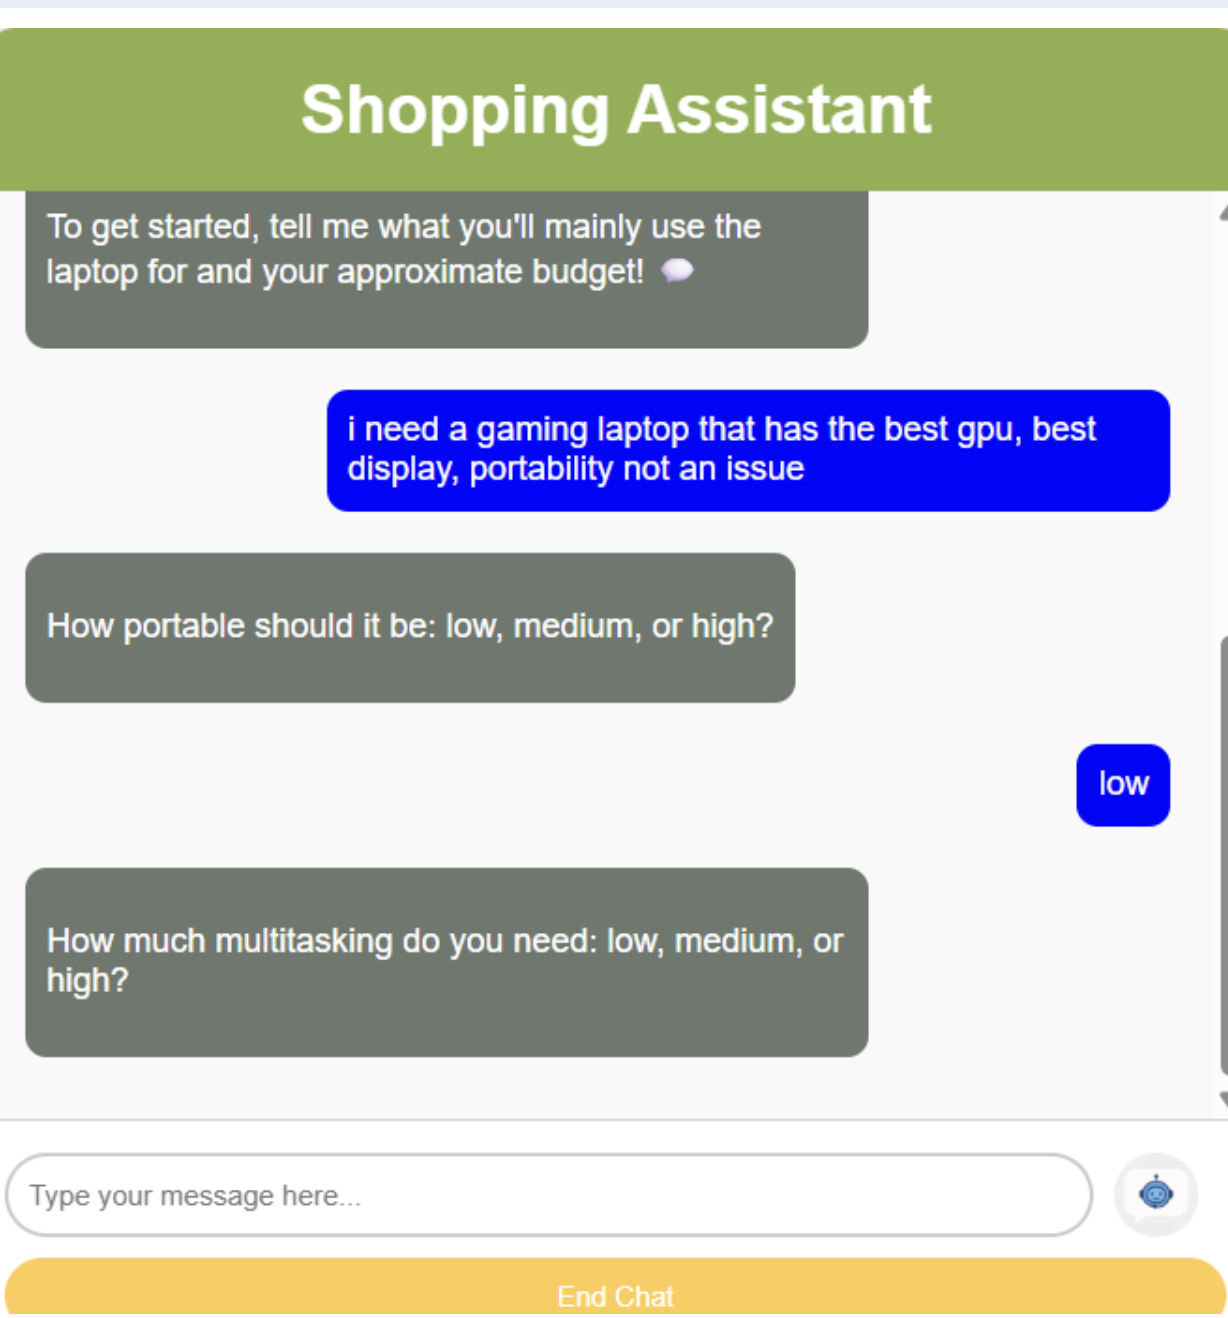 Shopping Assistant
To get started, tell me what you'll mainly use the
laptop for and your approximate budget!
i need a gaming laptop that has the best gpu, best
display, portability not an issue
How portable should it be: low, medium, or high?
low
How much multitasking do you need: low, medium, or
high?
Type your message here...
End Chat